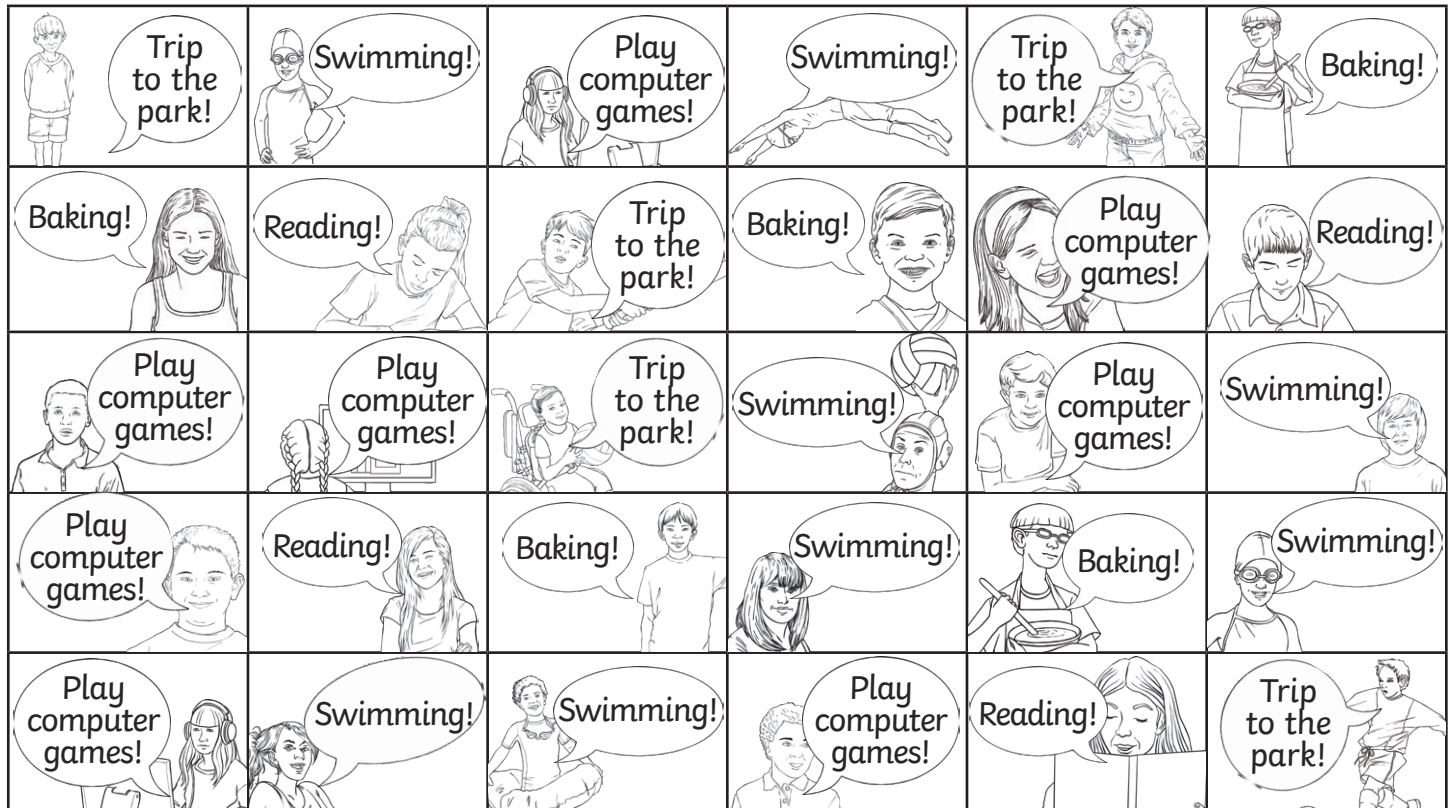 Trip
to the
park!
Swimming!
Play
computer
games!
Swimming!
Trip
to the
park!
Baking!
Baking!
Reading!
Trip
to the
park!
Baking!
Play
computer
games!
Reading!
Play
computer
games!
Play
computer
games!
Trip
to the
park!
Swimming!
Play
computer
games!
Swimming!
Play
computer
games!
Reading!
Baking!
Swimming!
Baking!
Swimming!
Play
computer
games!
Swimming!
Swimming!
Play
computer
games!
Reading!
Trip
to the
park!